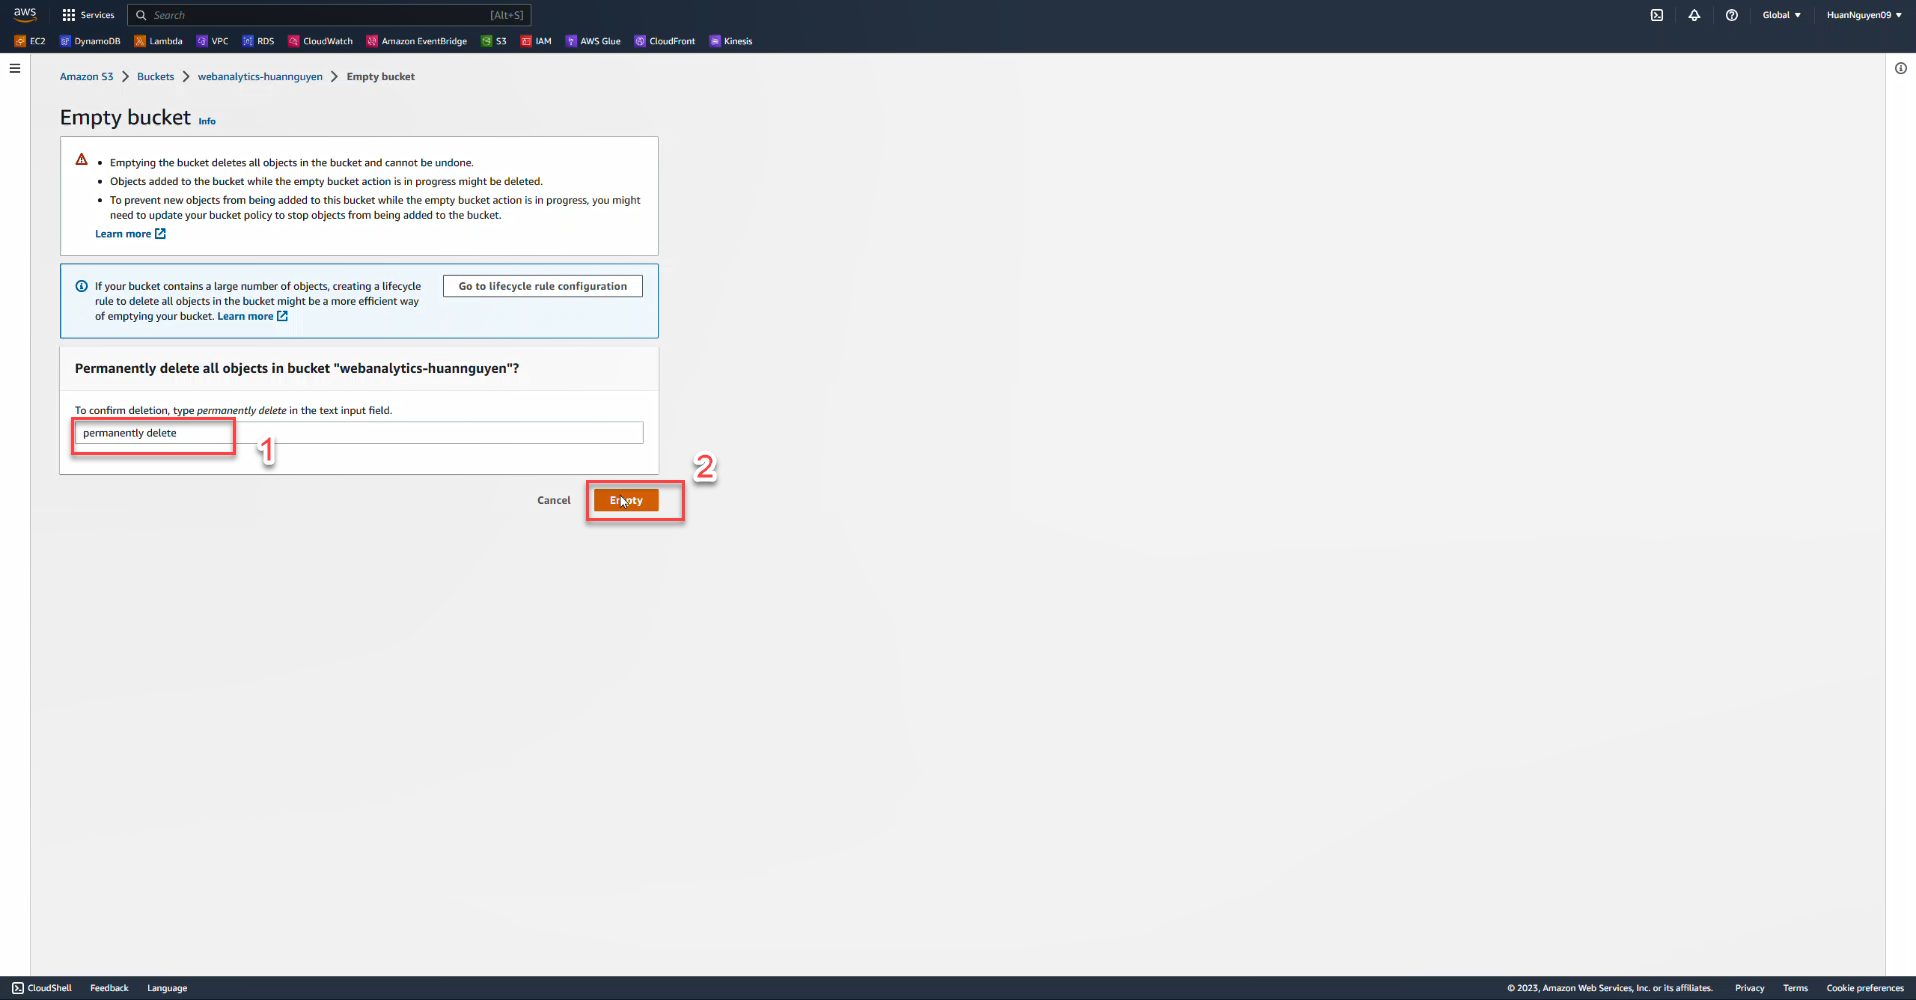 aws
Services
Search
[Alt+S]
Global
HuanNguyen09
EC2
DynamoDB
Lambda
VPC
RDS
CloudWatch
Amazon EventBridge
S3
IAM
AWS Glue
CloudFront
Kinesis
Amazon S3
Buckets
webanalytics-huannguyen
Empty bucket
Empty bucket Info
• Emptying the bucket deletes all objects in the bucket and cannot be undone.
• Objects added to the bucket while the empty bucket action is in progress might be deleted.
• To prevent new objects from being added to this bucket while the empty bucket action is in progress, you might
need to update your bucket policy to stop objects from being added to the bucket.
Learn more
If your bucket contains a large number of objects, creating a lifecycle
rule to delete all objects in the bucket might be a more efficient way
of emptying your bucket. Learn more
Go to lifecycle rule configuration
Permanently delete all objects in bucket "webanalytics-huannguyen"?
To confirm deletion, type permanently delete in the text input field.
permanently delete
1
2
Cancel
Empty
CloudShell
Feedback
Language
© 2023, Amazon Web Services, Inc. or its affiliates.
Privacy
Terms
Cookie preferences